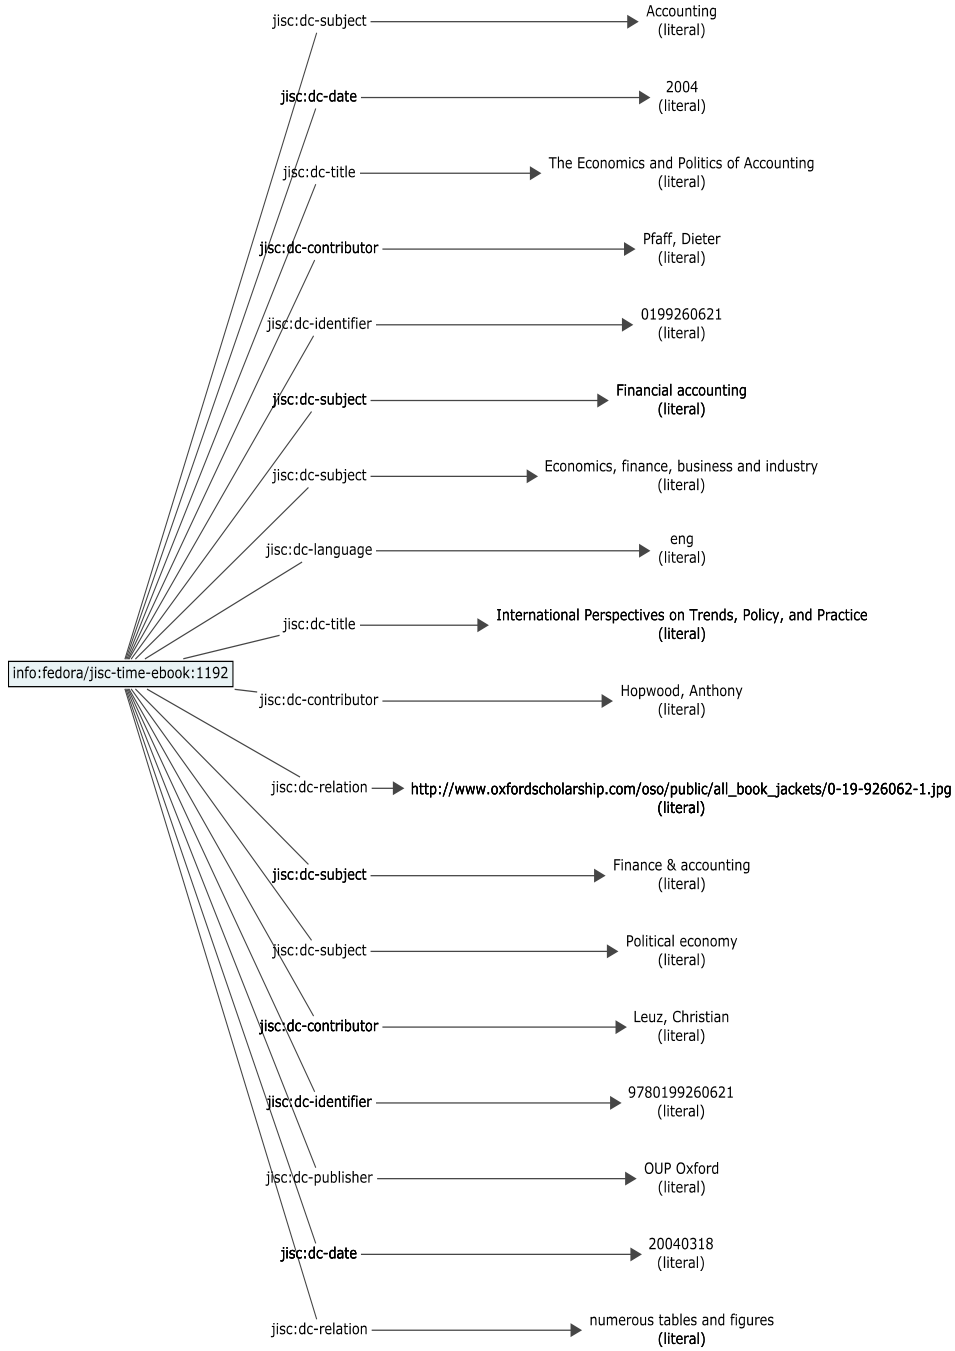 jisc:dc-subject
Accounting
(literal)
jisc:dc-date
2004
(literal)
jisc:dc-title
The Economics and Politics of Accounting
(literal)
jisc:dc-contributor
Pfaff, Dieter
(literal)
jisc:dc-identifier
0199260621
(literal)
jisc:dc-subject
Financial accounting
(literal)
jisc:dc-subject
Economics, finance, business and industry
(literal)
jisc:dc-language
eng
(literal)
jisc:dc-title
International Perspectives on Trends, Policy, and Practice
(literal)
info:fedora/jisc-time-ebook:1192
jisc:dc-contributor
Hopwood, Anthony
(literal)
jisc:dc-relation
http://www.oxfordscholarship.com/oso/public/all_book_jackets/0-19-926062-1.jpg
(literal)
jisc:dc-subject
Finance & accounting
(literal)
jisc:dc-subject
Political economy
(literal)
jisc:dc-contributor
Leuz, Christian
(literal)
jisc:dc-identifier
9780199260621
(literal)
jisc:dc-publisher
OUP Oxford
(literal)
jisc:dc-date
20040318
(literal)
jisc:dc-relation
numerous tables and figures
(literal)